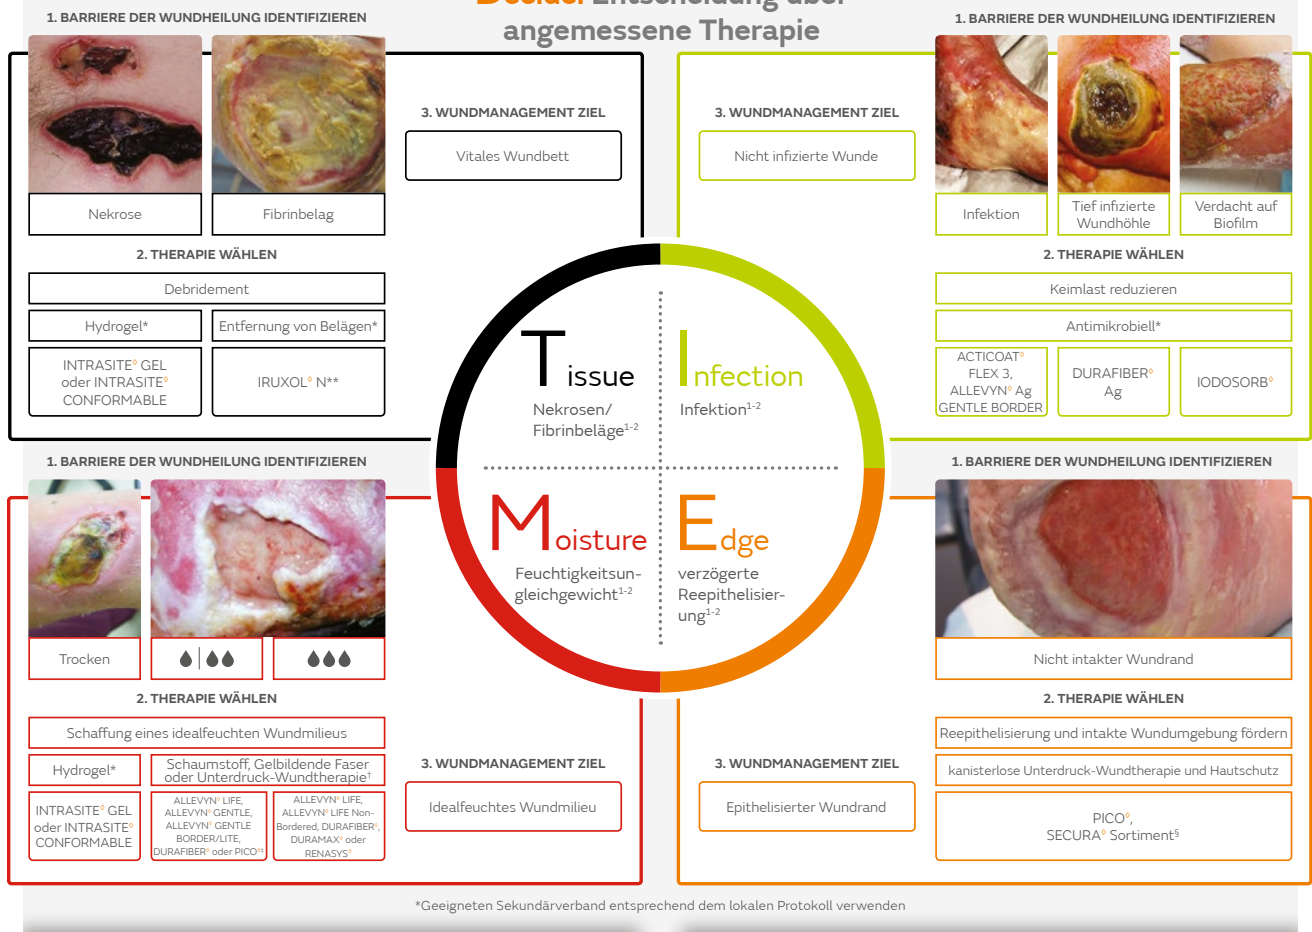 angemessene Therapie
1. BARRIERE DER WUNDHEILUNG IDENTIFIZIEREN
Nekrose
Fibrinbelag
2. THERAPIE WÄHLEN
Debridement
Hydrogel*
Entfernung von Belägen*
INTRASITE◊ GEL
oder INTRASITE◊
CONFORMABLE
IRUXOL◊ N**
3. WUNDMANAGEMENT ZIEL
Vitales Wundbett
3. WUNDMANAGEMENT ZIEL
Nicht infizierte Wunde
1. BARRIERE DER WUNDHEILUNG IDENTIFIZIEREN
Infektion
Tief infizierte
Wundhöhle
Verdacht auf
Biofilm
2. THERAPIE WÄHLEN
Keimlast reduzieren
Antimikrobiell*
ACTICOAT◊
FLEX 3,
ALLEVYN◊ Ag
GENTLE BORDER
DURAFIBER◊
Ag
IODOSORB◊
Tissue
Nekrosen/
Fibrinbeläge1-2
Infection
Infektion1-2
Moisture
Feuchtigkeitsun-
gleichgewicht1-2
Edge
verzögerte
Reepithelisier-
ung1-2
1. BARRIERE DER WUNDHEILUNG IDENTIFIZIEREN
Trocken
2. THERAPIE WÄHLEN
Schaffung eines idealfeuchten Wundmilieus
Hydrogel*
Schaumstoff, Gelbildende Faser
oder Unterdruck-Wundtherapie†
INTRASITE◊ GEL
oder INTRASITE◊
CONFORMABLE
ALLEVYN◊ LIFE,
ALLEVYN◊ GENTLE,
ALLEVYN◊ GENTLE
BORDER/LITE,
DURAFIBER◊ oder PICO◊‡
ALLEVYN◊ LIFE,
ALLEVYN◊ LIFE Non-
Bordered, DURAFIBER◊,
DURAMAX◊ oder
RENASYS◊
3. WUNDMANAGEMENT ZIEL
Idealfeuchtes Wundmilieu
3. WUNDMANAGEMENT ZIEL
Epithelisierter Wundrand
1. BARRIERE DER WUNDHEILUNG IDENTIFIZIEREN
Nicht intakter Wundrand
2. THERAPIE WÄHLEN
Reepithelisierung und intakte Wundumgebung fördern
kanisterlose Unterdruck-Wundtherapie und Hautschutz
PICO◊,
SECURA◊ Sortiment§
*Geeigneten Sekundärverband entsprechend dem lokalen Protokoll verwenden